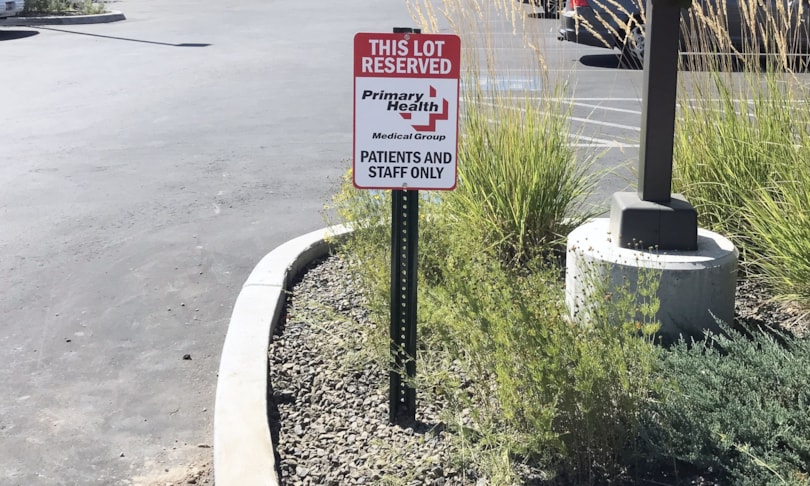 THIS LOT
RESERVED
Primary
Health
Medical Group
PATIENTS AND
STAFF ONLY